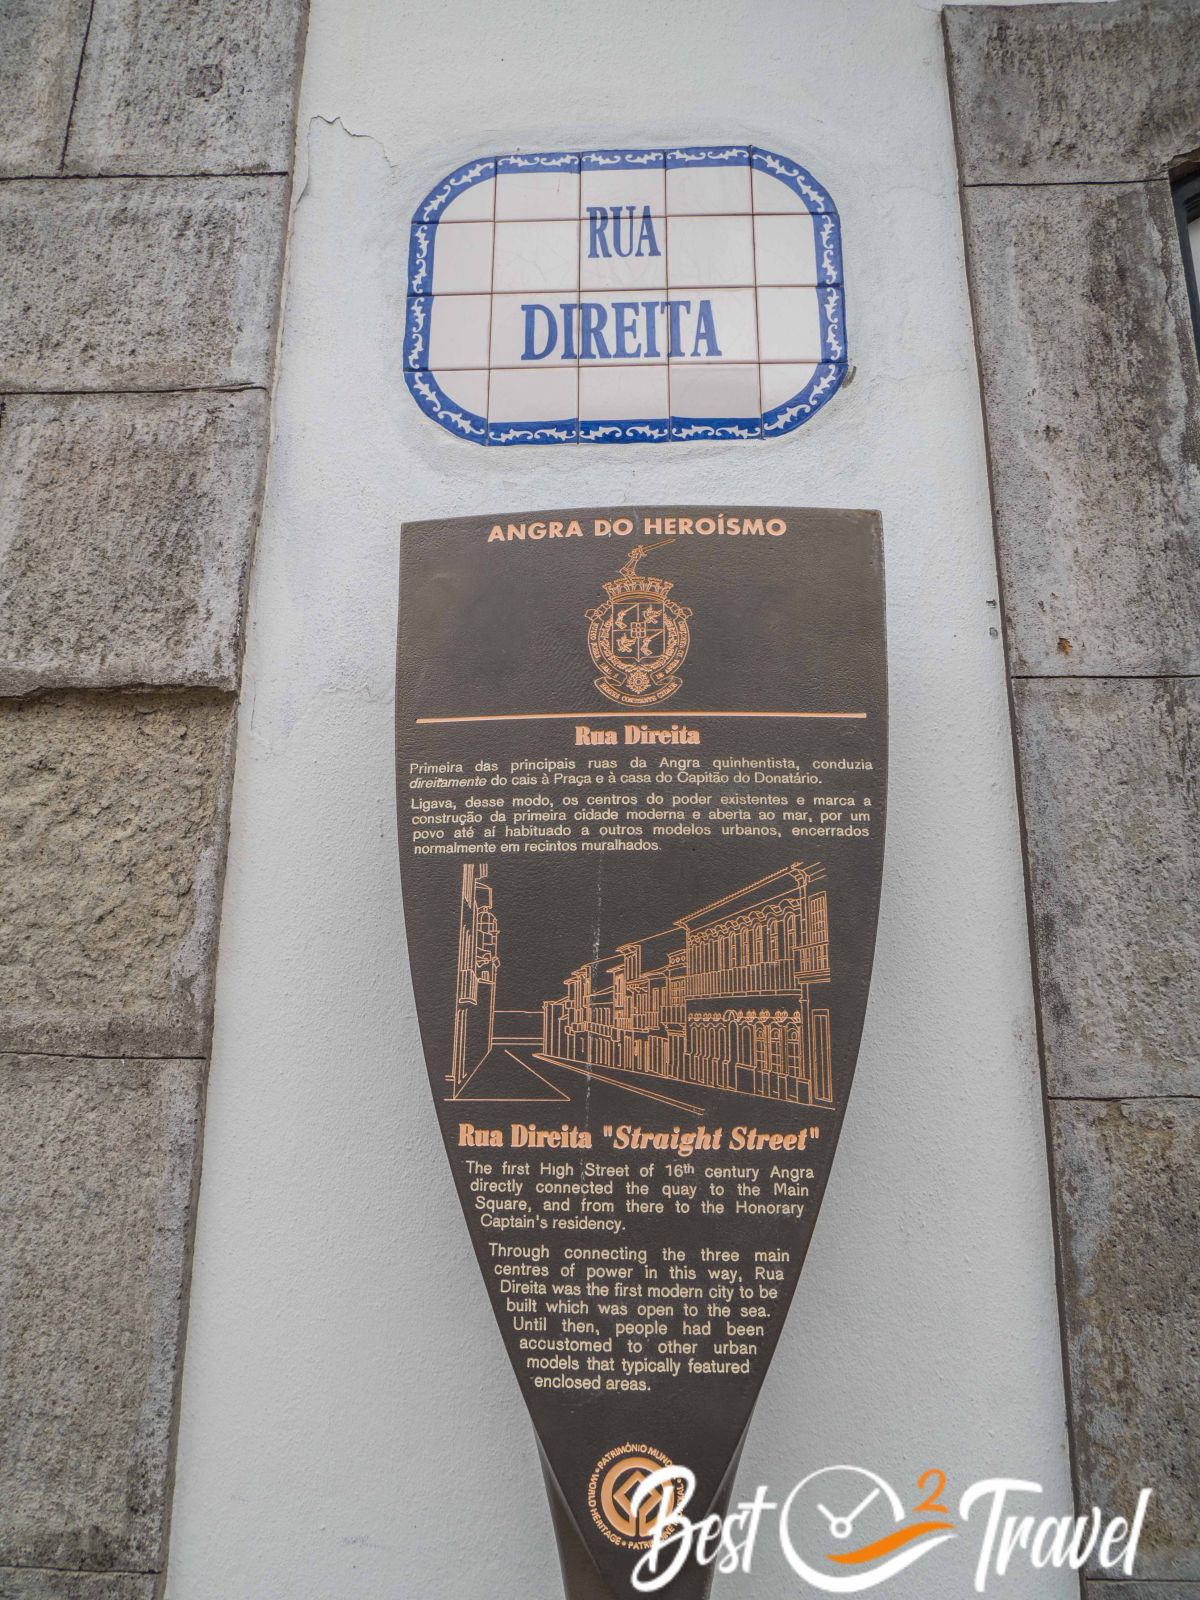 RUA
DIREITA
ANGRA DO HEROÍSMO
Rua Direita
Primeira das principais ruas da Angra quinhentista, conduzia
direitamente do cais à Praça e à casa do Capitão do Donatário.
Ligava, desse modo, os centros do poder existentes e marca a
construção da primeira cidade moderna e aberta ao mar, por um
povo até aí habituado a outros modelos urbanos, encerrados
normalmente em recintos muralhados.
Rua Direita "Straight Street"
The first High Street of 16th century Angra
directly connected the quay to the Main
Square, and from there to the Honorary
Captain's residency.
Through connecting the three main
centres of power in this way, Rua
Direita was the first modern city to be
built which was open to the sea.
Until then, people had been
accustomed to other urban
models that typically featured
enclosed areas.
WORLD HERITAGE • PATRIMÓNIO
Best 2 Travel